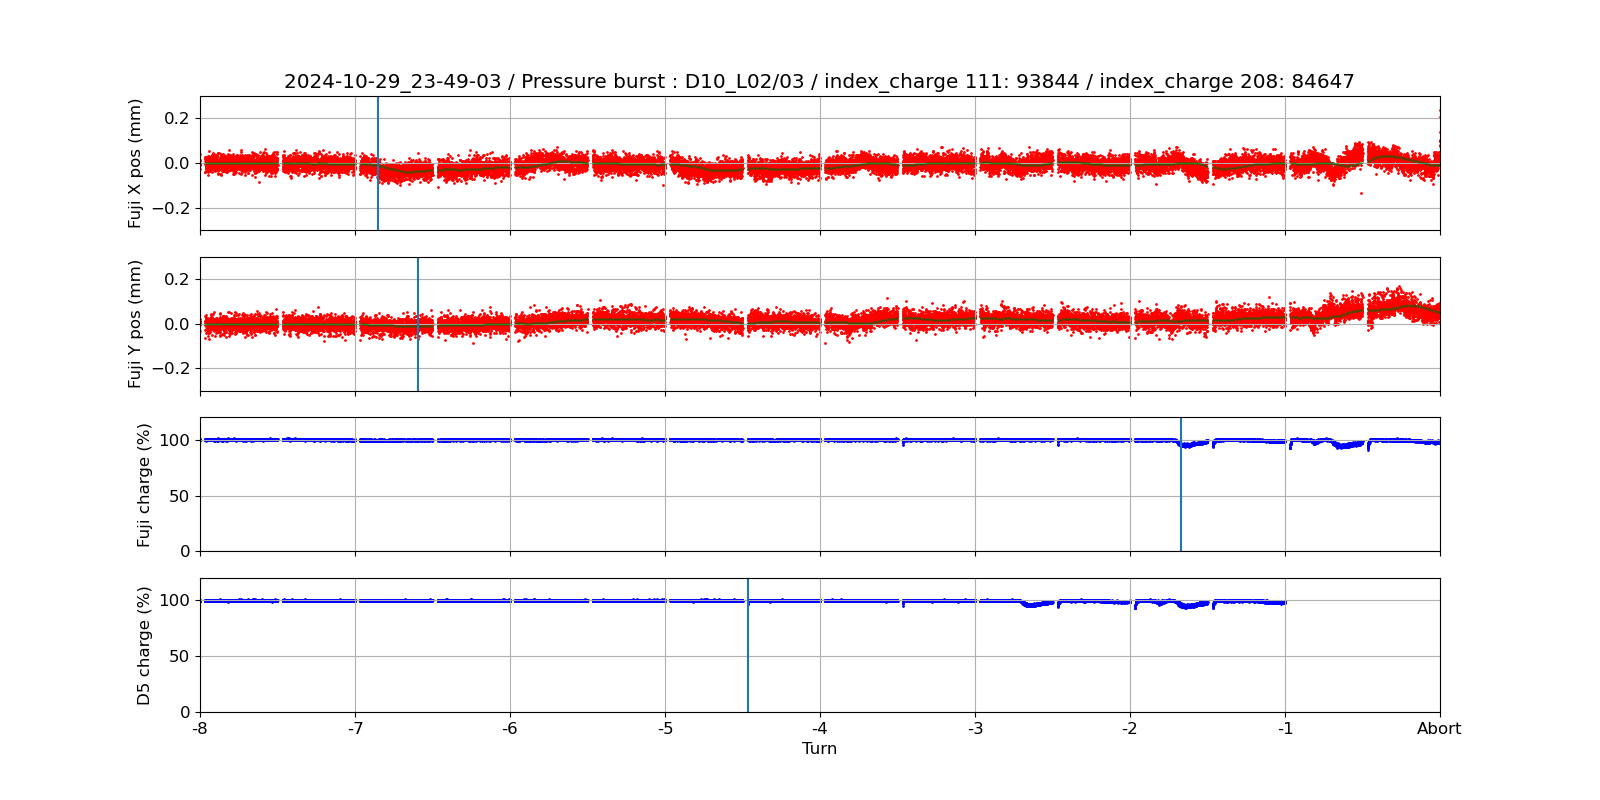 2024-10-29_23-49-03 / Pressure burst : D10_L02/03 / index_charge 111: 93844 / index_charge 208: 84647
Fuji X pos (mm)
0.2
0.0
−0.2
Fuji Y pos (mm)
0.2
0.0
−0.2
Fuji charge (%)
100
50
0
D5 charge (%)
100
50
0
-8 -7 -6 -5 -4 -3 -2 -1 Abort
Turn